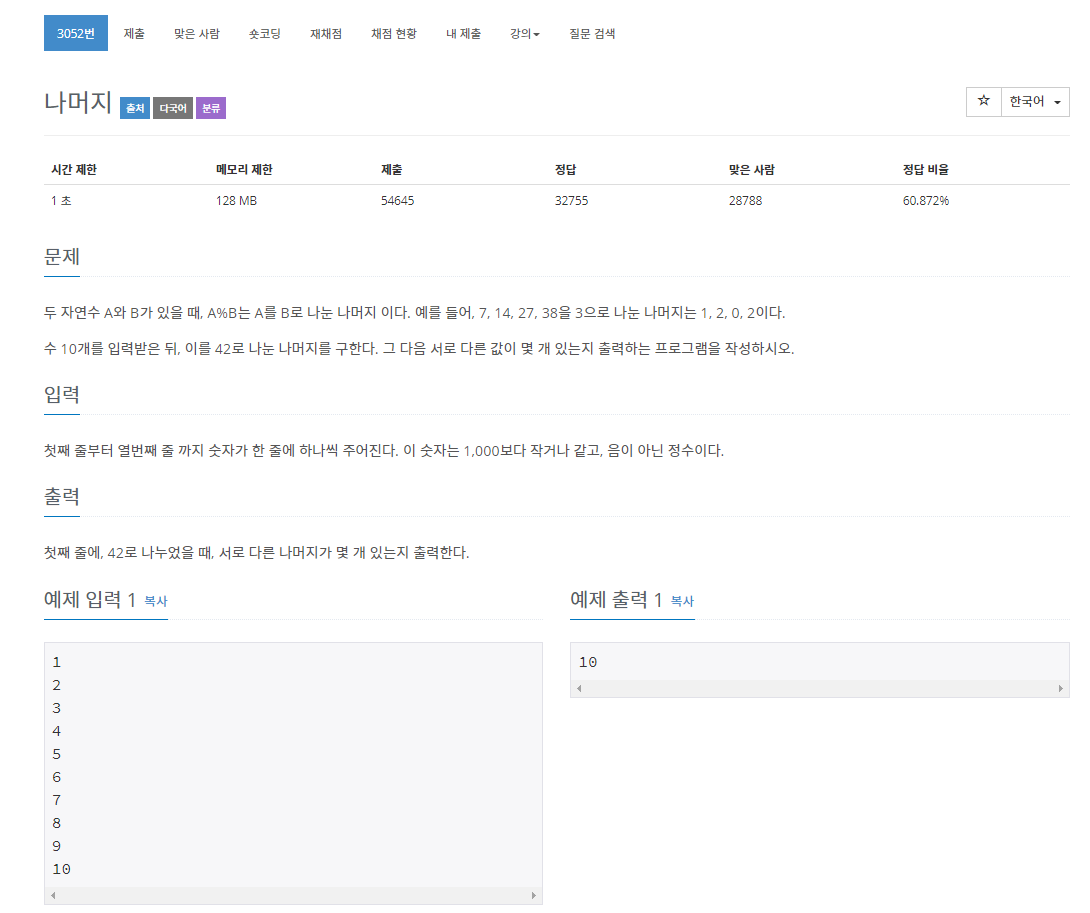 3052번 제출 맞은 사람 숏코딩 재채점 채점 현황 내 제출 강의 질문 검색
나머지 출처 다국어 분류 ☆ 한국어
시간 제한 메모리 제한 제출 정답 맞은 사람 정답 비율
1 초 128 MB 54645 32755 28788 60.872%
문제
두 자연수 A와 B가 있을 때, A%B는 A를 B로 나눈 나머지 이다. 예를 들어, 7, 14, 27, 38을 3으로 나눈 나머지는 1, 2, 0, 2이다.
수 10개를 입력받은 뒤, 이를 42로 나눈 나머지를 구한다. 그 다음 서로 다른 값이 몇 개 있는지 출력하는 프로그램을 작성하시오.
입력
첫째 줄부터 열번째 줄 까지 숫자가 한 줄에 하나씩 주어진다. 이 숫자는 1,000보다 작거나 같고, 음이 아닌 정수이다.
출력
첫째 줄에, 42로 나누었을 때, 서로 다른 나머지가 몇 개 있는지 출력한다.
예제 입력 1 복사
1
2
3
4
5
6
7
8
9
10
예제 출력 1 복사
10